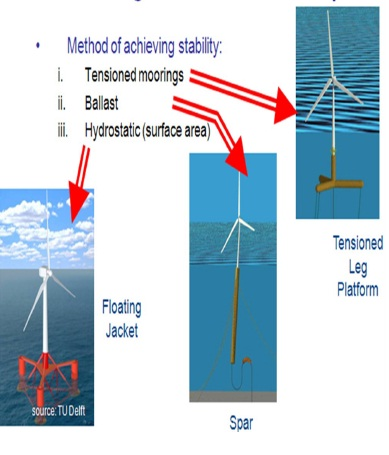 • Method of achieving stability:
i. Tensioned moorings
ii. Ballast
iii. Hydrostatic (surface area)
Tensioned
Leg
Platform
Floating
Jacket
source: TU Delft
Spar